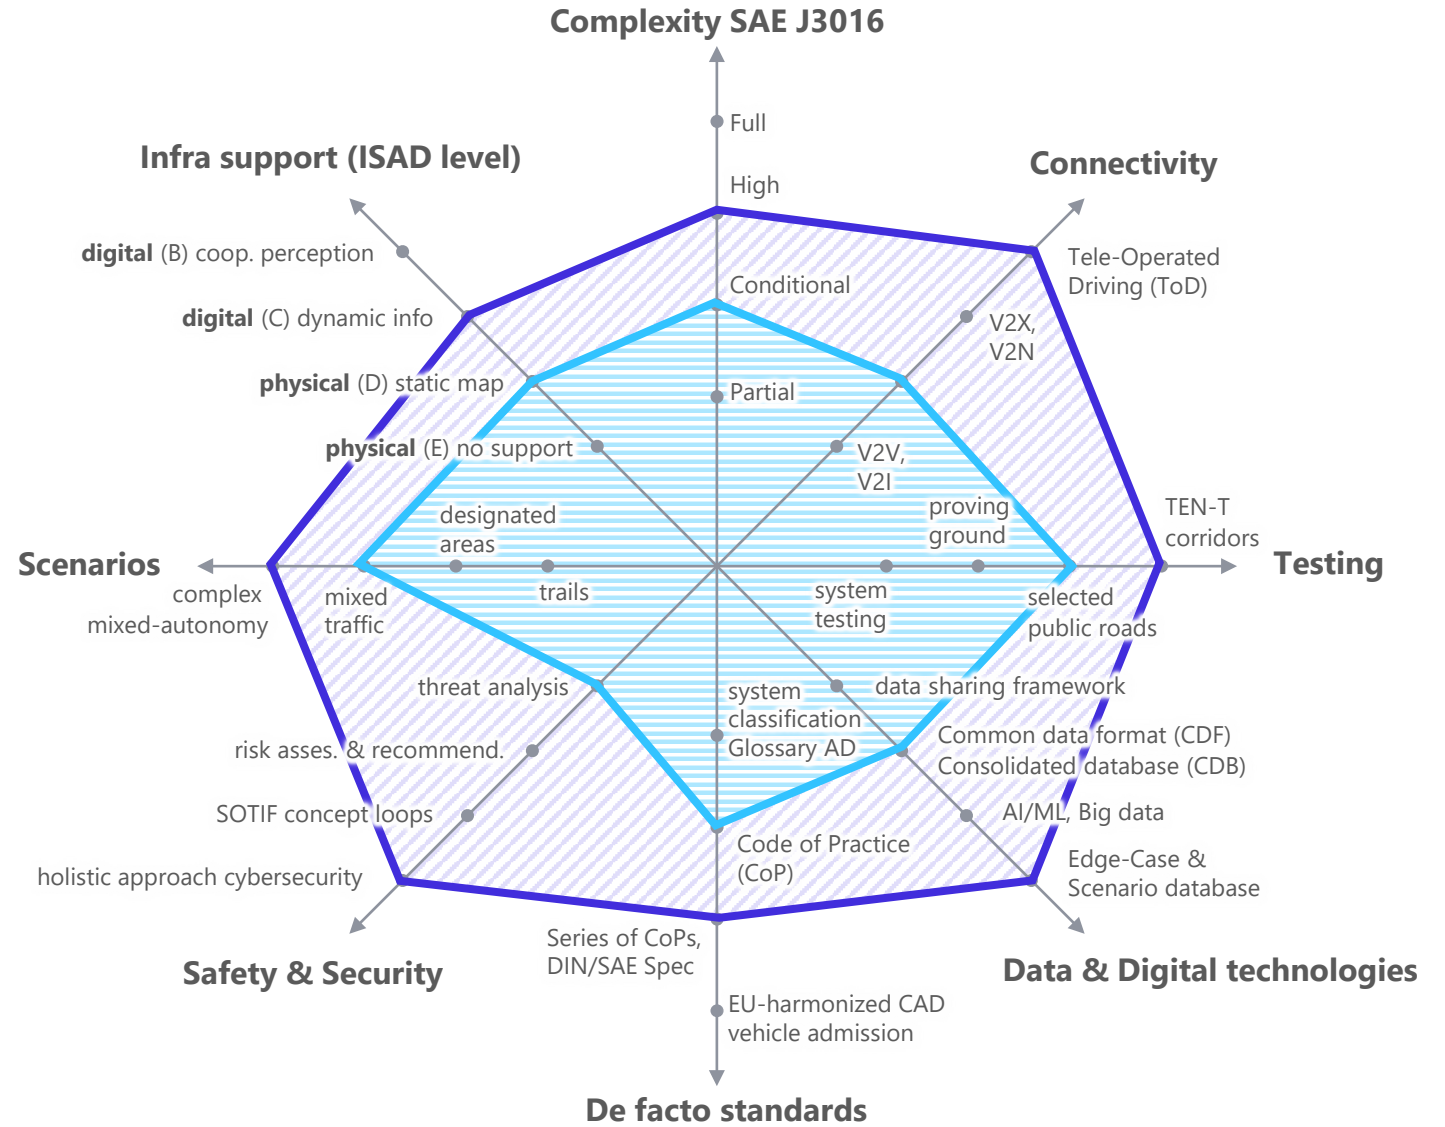 Complexity SAE J3016
Full
High
Conditional
Partial
Infra support (ISAD level)
digital (B) coop. perception
digital (C) dynamic info
physical (D) static map
physical (E) no support
Connectivity
Tele-Operated
Driving (ToD)
V2X,
V2N
V2V,
V2I
Scenarios
designated
areas
trails
mixed
traffic
complex
mixed-autonomy
Testing
proving
ground
system
testing
selected
public roads
TEN-T
corridors
threat analysis
risk asses. & recommend.
SOTIF concept loops
holistic approach cybersecurity
Safety & Security
system
classification
Glossary AD
Code of Practice
(CoP)
Series of CoPs,
DIN/SAE Spec
EU-harmonized CAD
vehicle admission
De facto standards
data sharing framework
Common data format (CDF)
Consolidated database (CDB)
AI/ML, Big data
Edge-Case &
Scenario database
Data & Digital technologies